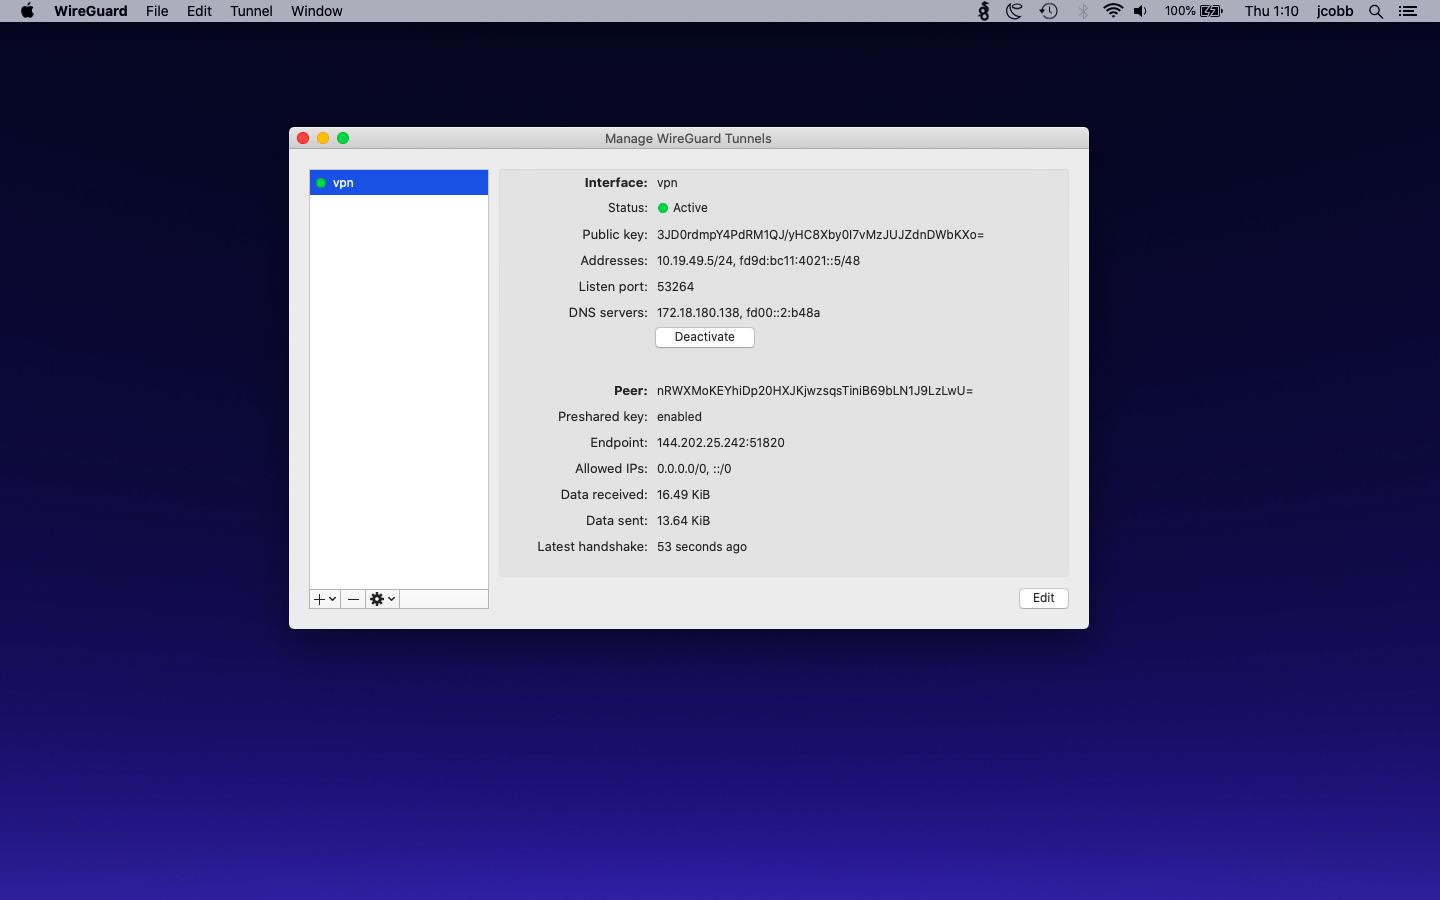 WireGuard File Edit Tunnel Window 100% Thu 1:10 jcobb
Manage WireGuard Tunnels
vpn
Interface: vpn
Status: Active
Public key: 3JD0rdmpY4PdRM1QJ/yHC8Xby0I7vMzJUJZdnDWbKXo=
Addresses: 10.19.49.5/24, fd9d:bc11:4021::5/48
Listen port: 53264
DNS servers: 172.18.180.138, fd00::2:b48a
Deactivate
Peer: nRWXMoKEYhiDp20HXJKjwzsqsTiniB69bLN1J9LzLwU=
Preshared key: enabled
Endpoint: 144.202.25.242:51820
Allowed IPs: 0.0.0.0/0, ::/0
Data received: 16.49 KiB
Data sent: 13.64 KiB
Latest handshake: 53 seconds ago
Edit